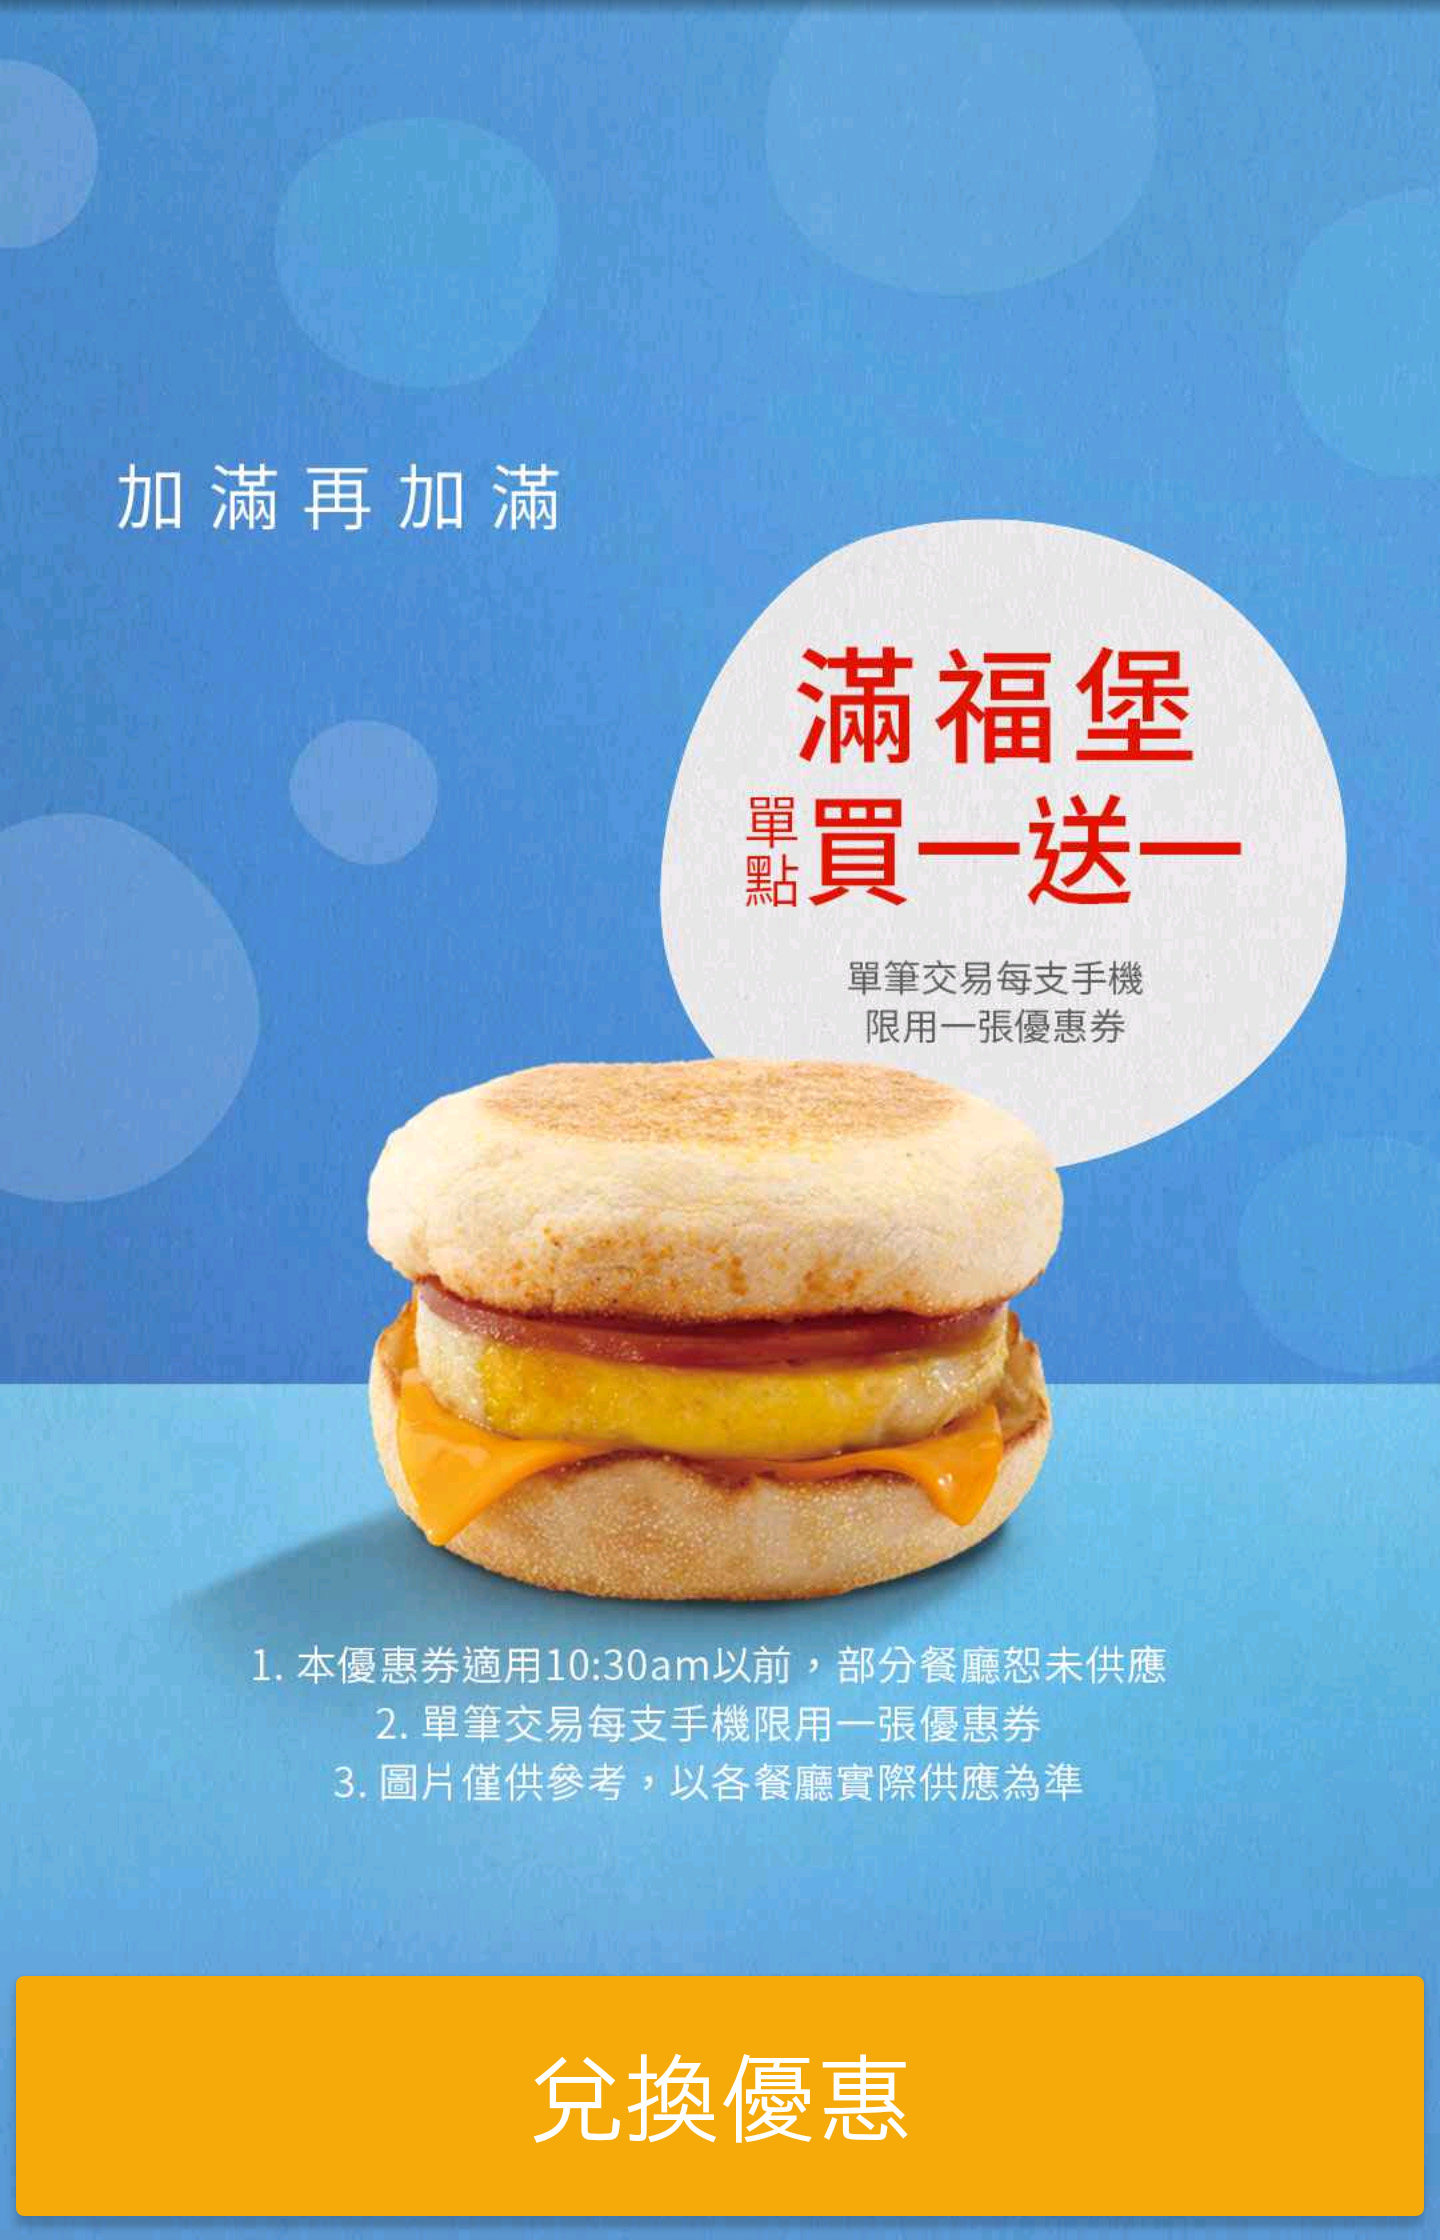 加滿再加滿
滿福堡
單點買一送一
單筆交易每支手機
限用一張優惠券
1. 本優惠券適用10:30am以前，部分餐廳恕未供應
2. 單筆交易每支手機限用一張優惠券
3. 圖片僅供參考，以各餐廳實際供應為準
兌換優惠